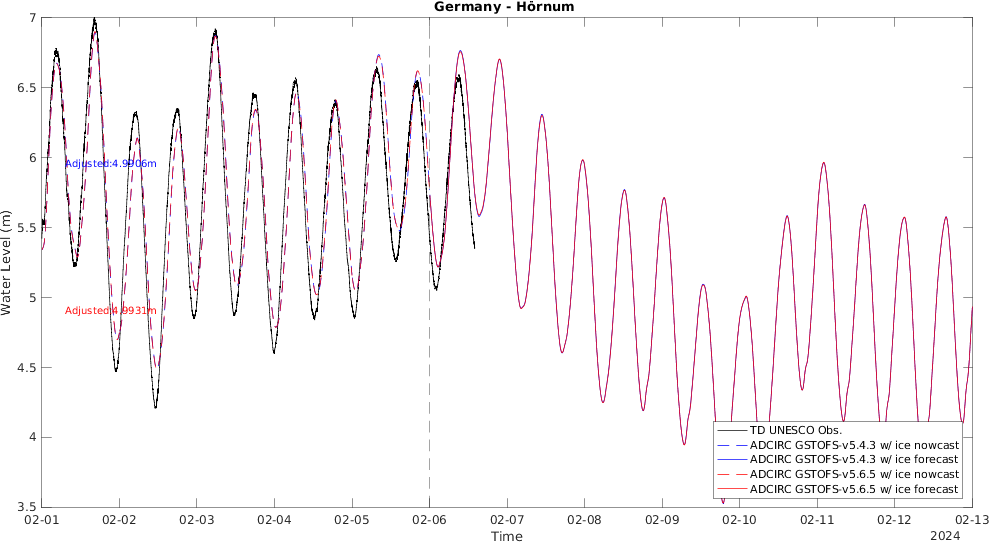 Germany - Hörnum
7
6.5
6
5.5
5
4.5
4
3.5
Water Level (m)
Adjusted:4.9906m
Adjusted:4.9931m
TD UNESCO Obs.
ADCIRC GSTOFS-v5.4.3 w/ ice nowcast
ADCIRC GSTOFS-v5.4.3 w/ ice forecast
ADCIRC GSTOFS-v5.6.5 w/ ice nowcast
ADCIRC GSTOFS-v5.6.5 w/ ice forecast
02-01 02-02 02-03 02-04 02-05 02-06 02-07 02-08 02-09 02-10 02-11 02-12 02-13
Time
2024